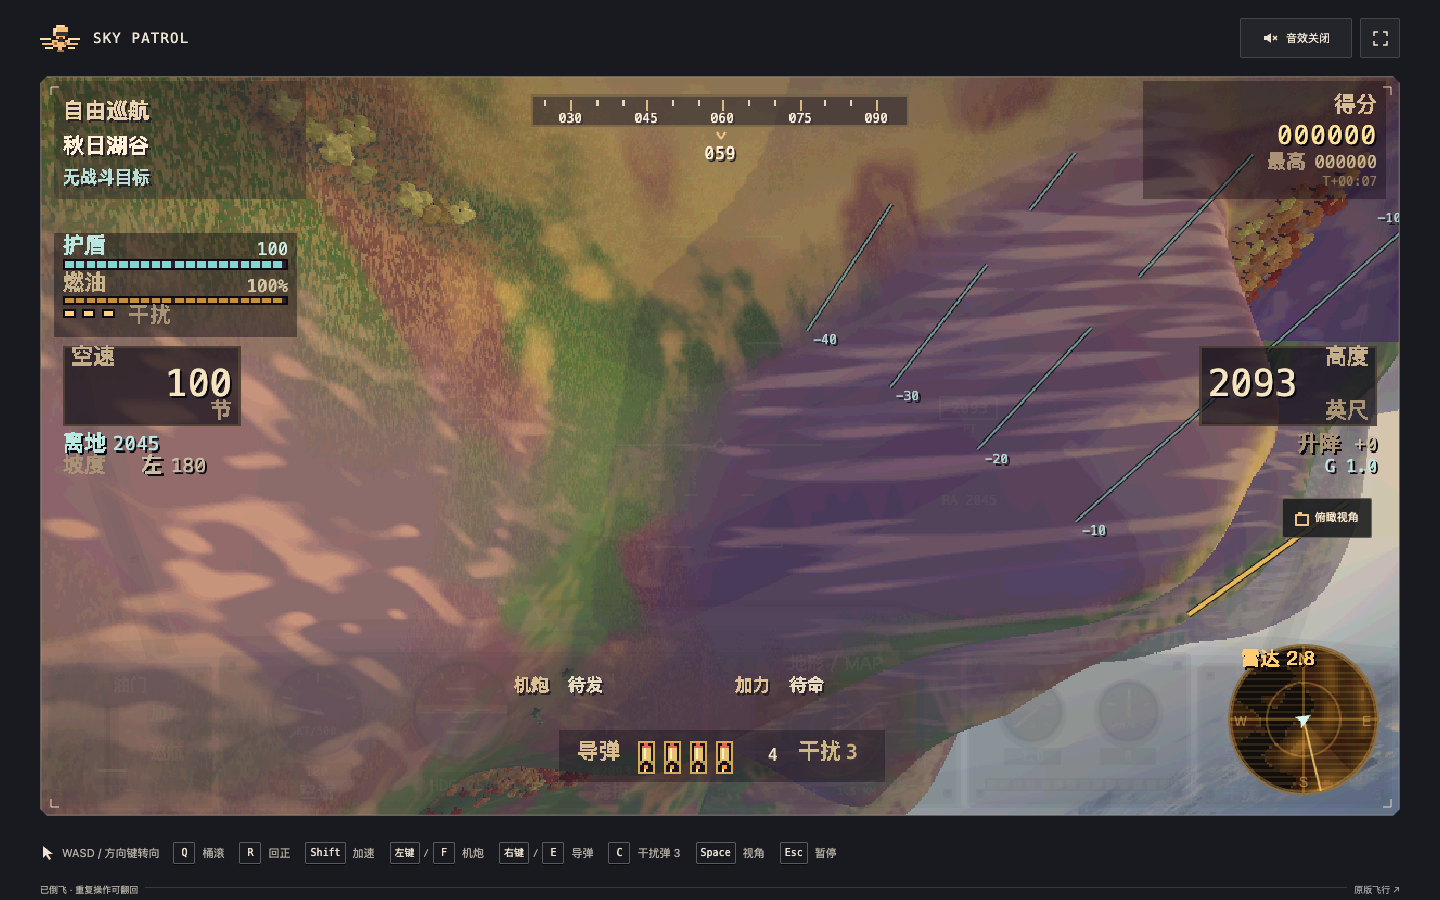 SKY PATROL
音效关闭
自由巡航
秋日湖谷
无战斗目标
030 045 060 075 090
059
得分
000000
最高 000000
T+00:07
护盾 100
燃油 100%
干扰
空速
100
节
离地 2045
坡度 左 180
-10
-40
-30
-20
-10
高度
2093
英尺
升降 +0
G 1.0
俯瞰视角
RA 2045
地形 / MAP
机炮 待发 加力 待命
导弹 4 干扰 3
雷达 2.8
W E S
WASD / 方向键转向 Q 桶滚 R 回正 Shift 加速 左键 / F 机炮 右键 / E 导弹 C 干扰弹 3 Space 视角 Esc 暂停
已倒飞 · 重复操作可翻回
原版飞行 ↗